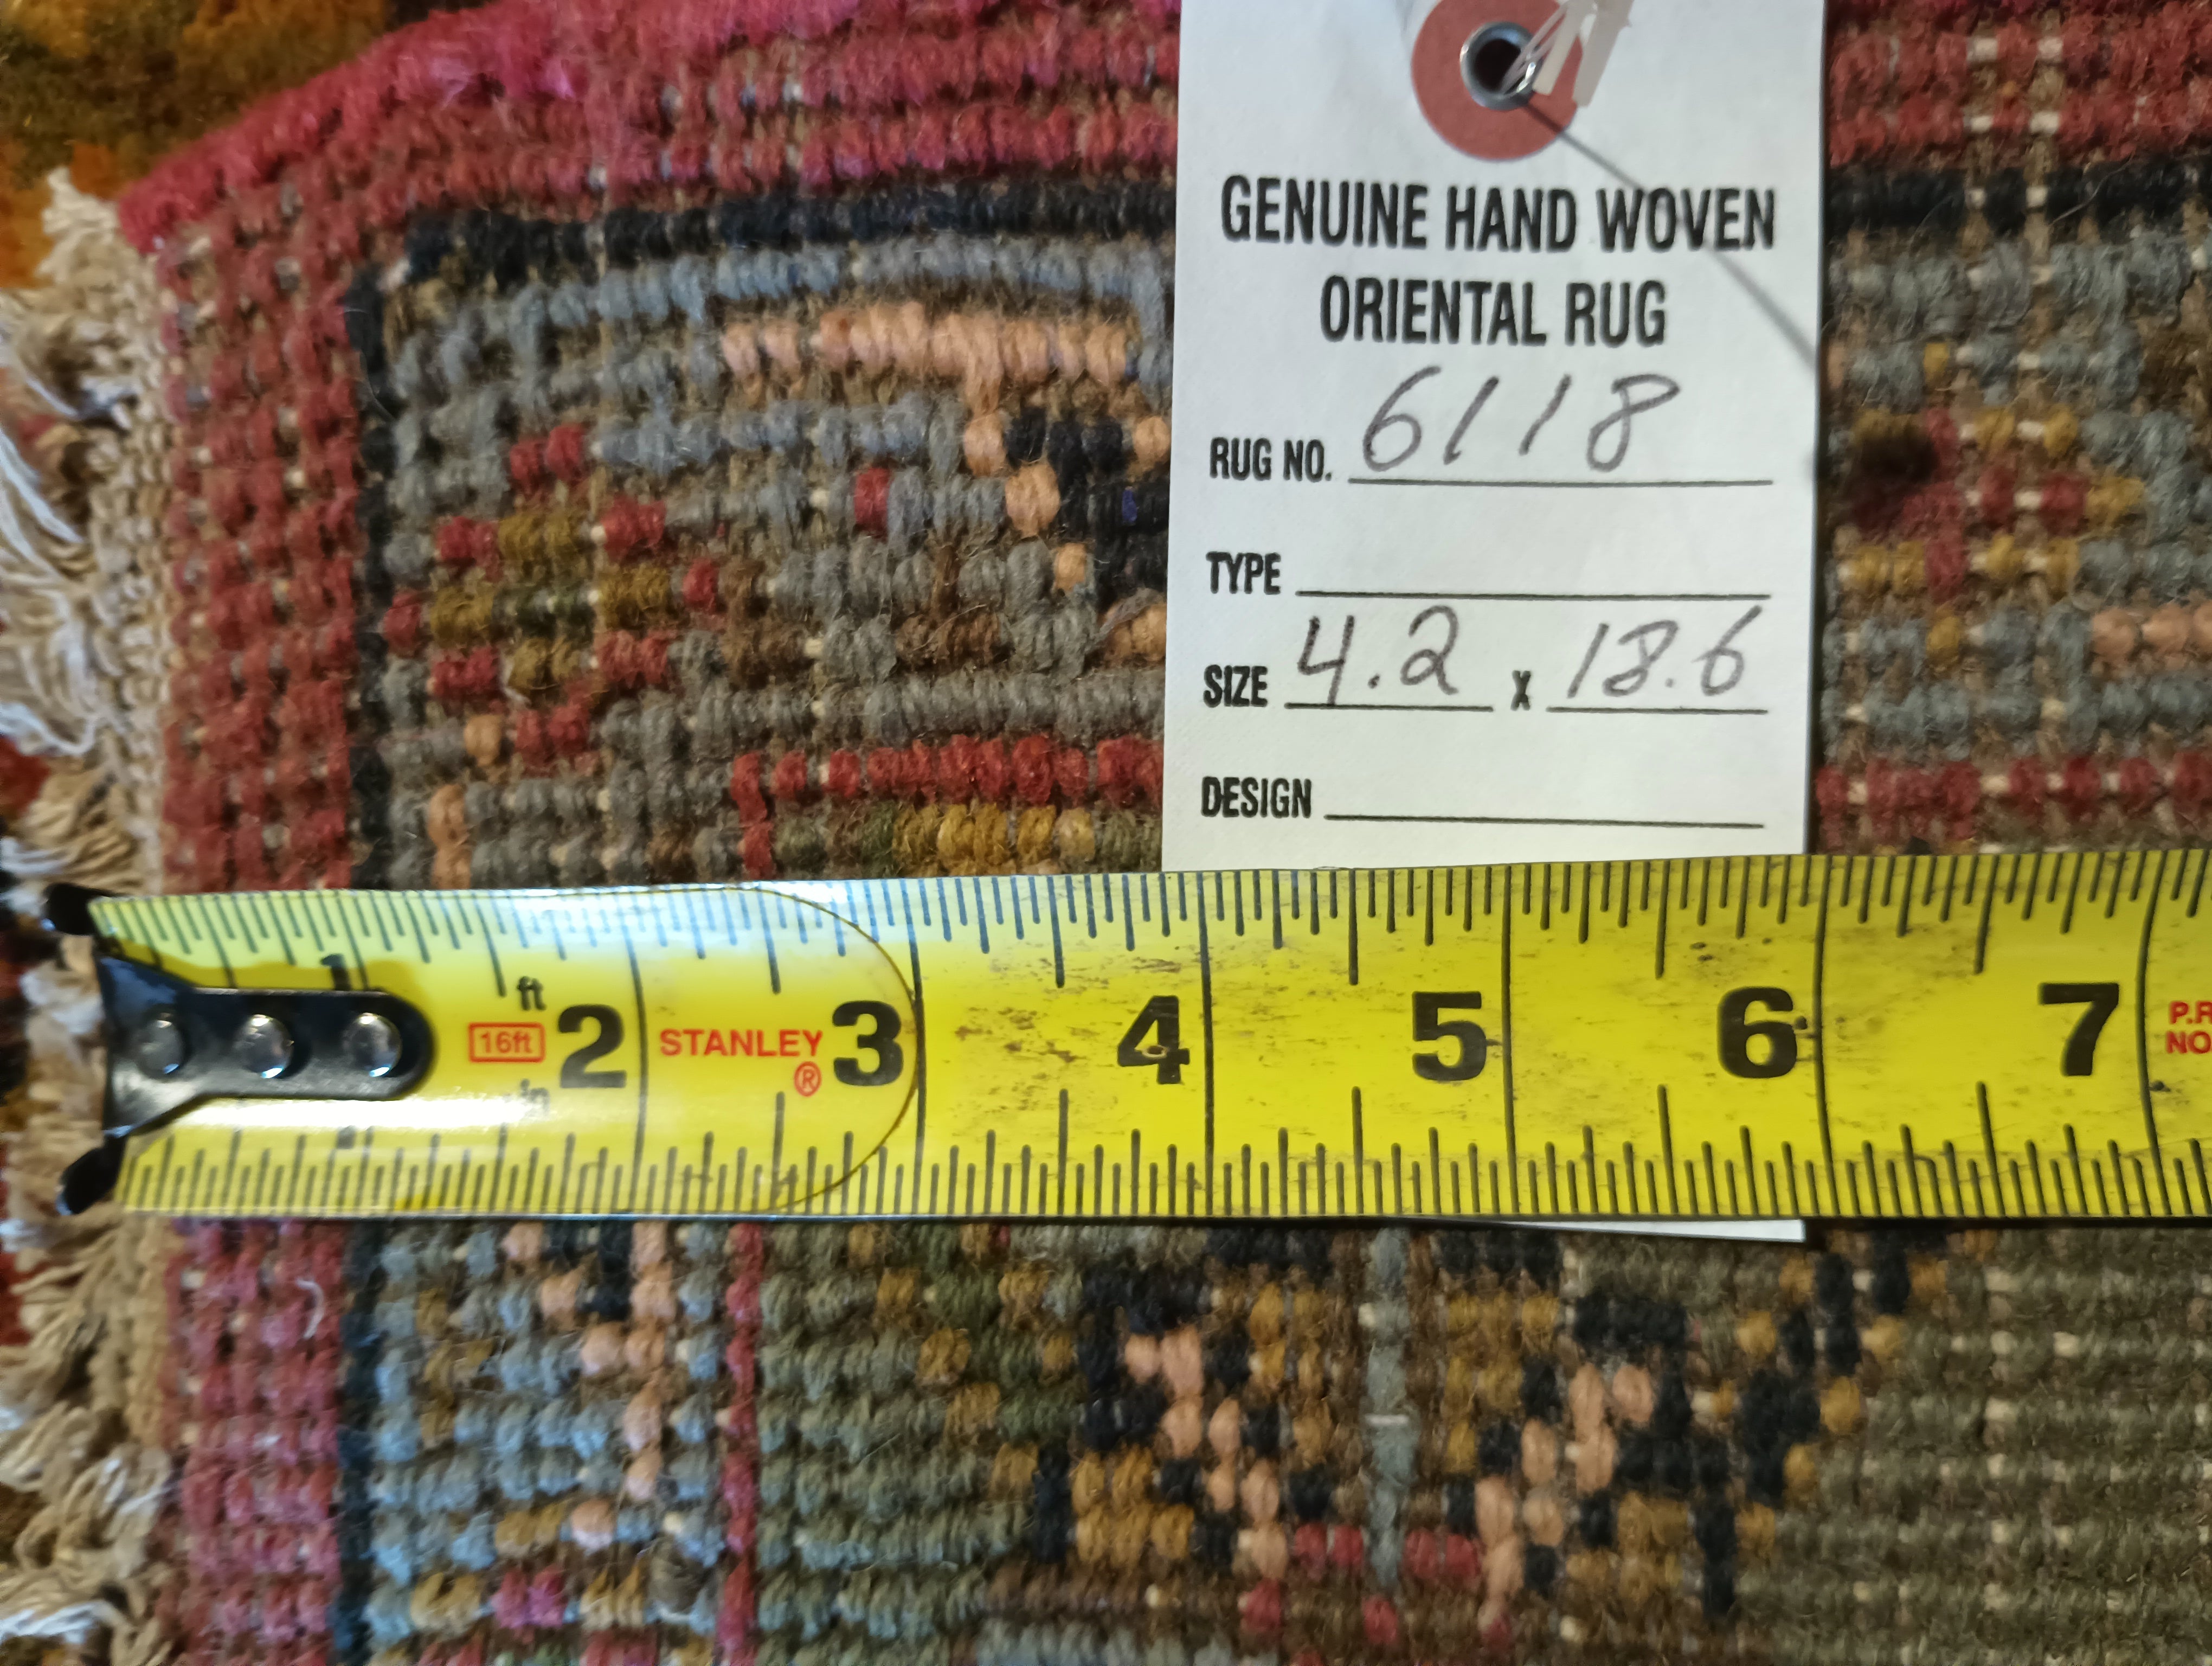 GENUINE HAND WOVEN
ORIENTAL RUG
RUG NO. 6118
TYPE
SIZE 4.2 X 18.6
DESIGN
1 ft 2 3 4 5 6 7
16ft STANLEY ® P.R
in NO